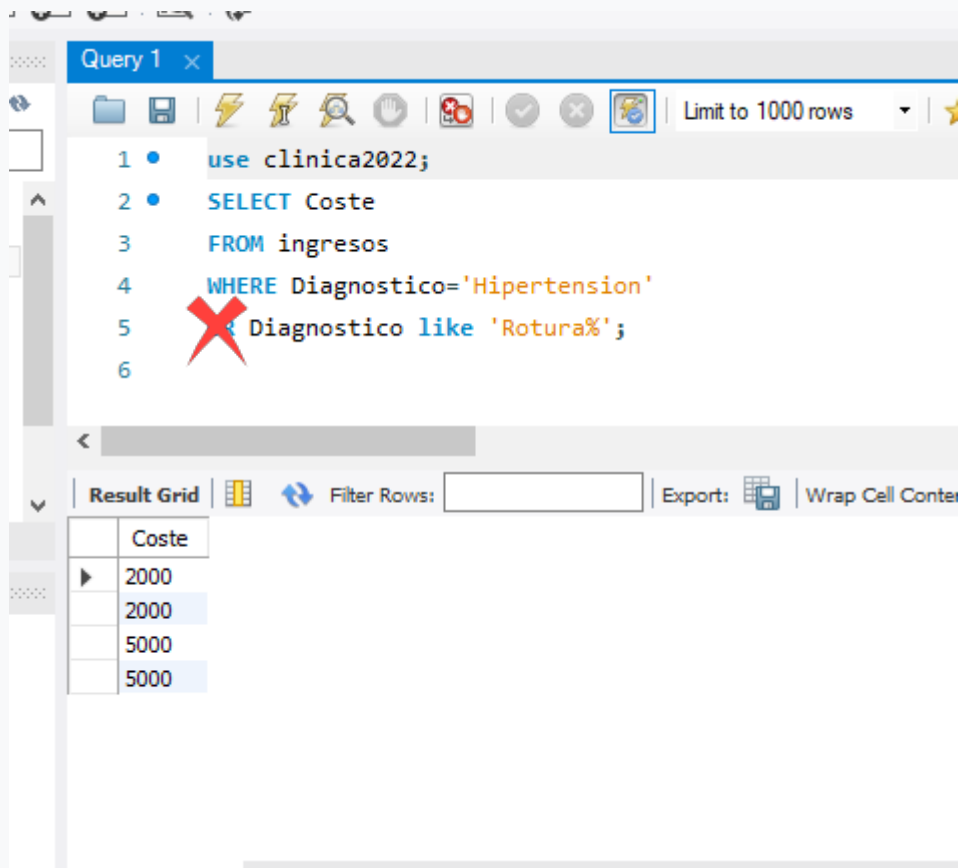 Query 1
Limit to 1000 rows
1 use clinica2022;
2 SELECT Coste
3 FROM ingresos
4 WHERE Diagnostico='Hipertension'
5 Diagnostico like 'Rotura%';
6
Result Grid Filter Rows: Export: Wrap Cell
Coste
2000
2000
5000
5000